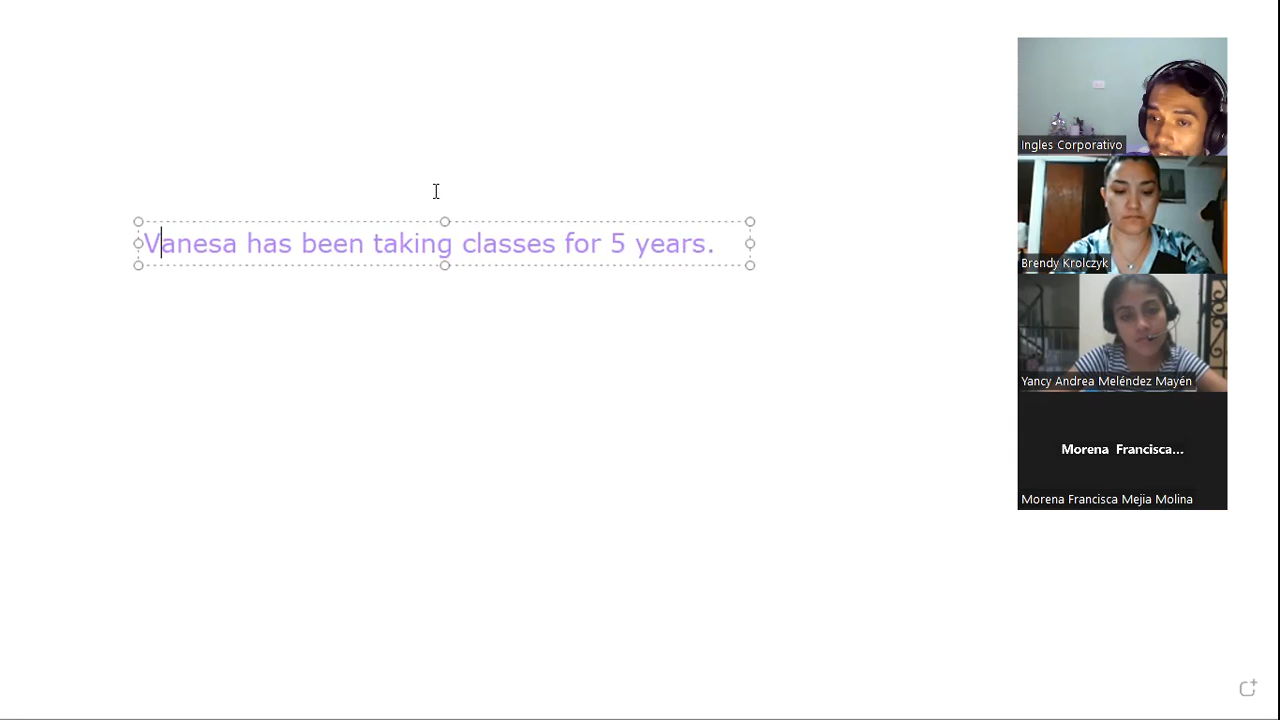 Vanesa has been taking classes for 5 years.
Ingles Corporativo
Brendy Krolczyk
Yancy Andrea Meléndez Mayén
Morena Francisca...
Morena Francisca Mejia Molina